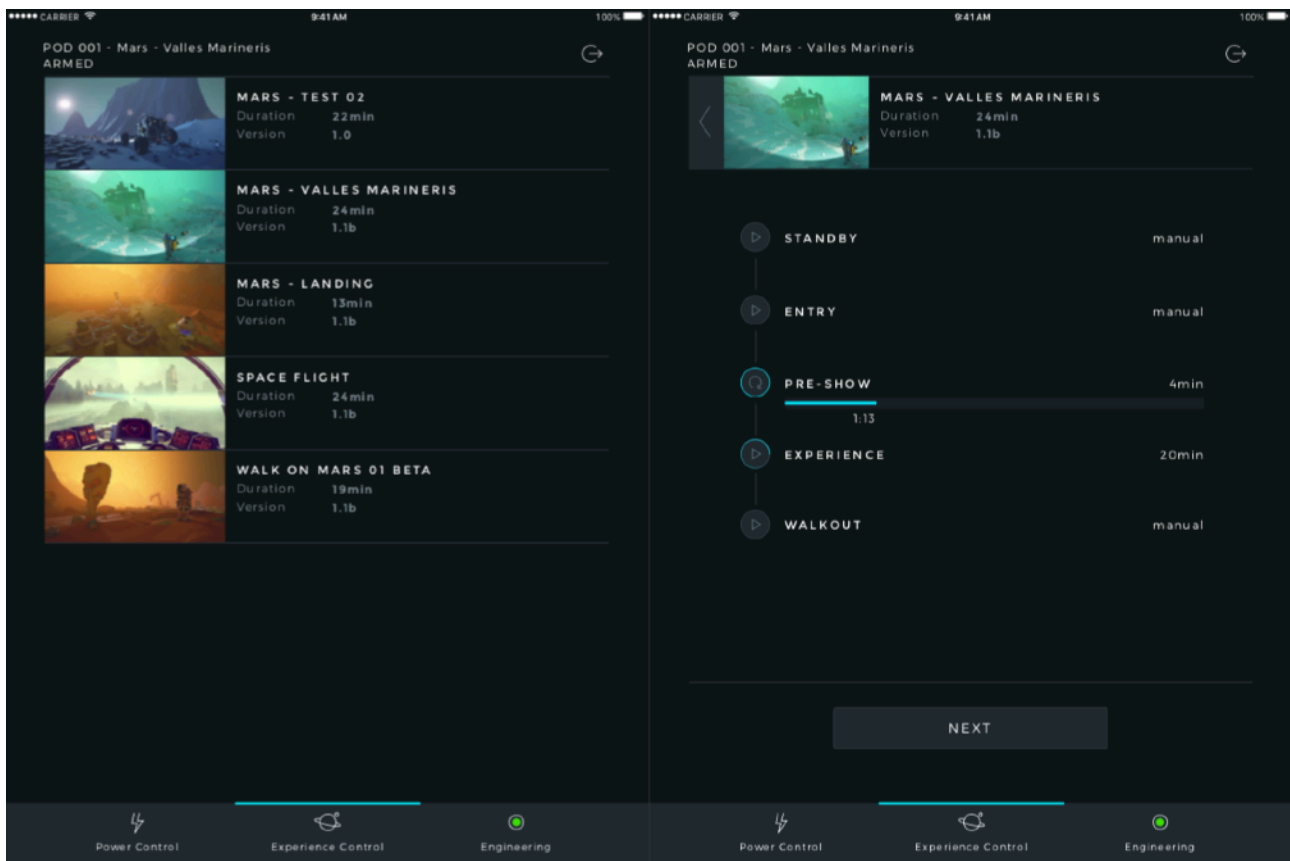 CARRIER 9:41 AM 100%
POD 001 - Mars - Valles Marineris
ARMED
MARS - TEST 02
Duration 22min
Version 1.0
MARS - VALLES MARINERIS
Duration 24min
Version 1.1b
MARS - LANDING
Duration 13min
Version 1.1b
SPACE FLIGHT
Duration 24min
Version 1.1b
WALK ON MARS 01 BETA
Duration 19min
Version 1.1b
Power Control Experience Control Engineering
CARRIER 9:41 AM 100%
POD 001 - Mars - Valles Marineris
ARMED
MARS - VALLES MARINERIS
Duration 24min
Version 1.1b
STANDBY manual
ENTRY manual
PRE-SHOW 4min
1:13
EXPERIENCE 20min
WALKOUT manual
NEXT
Power Control Experience Control Engineering